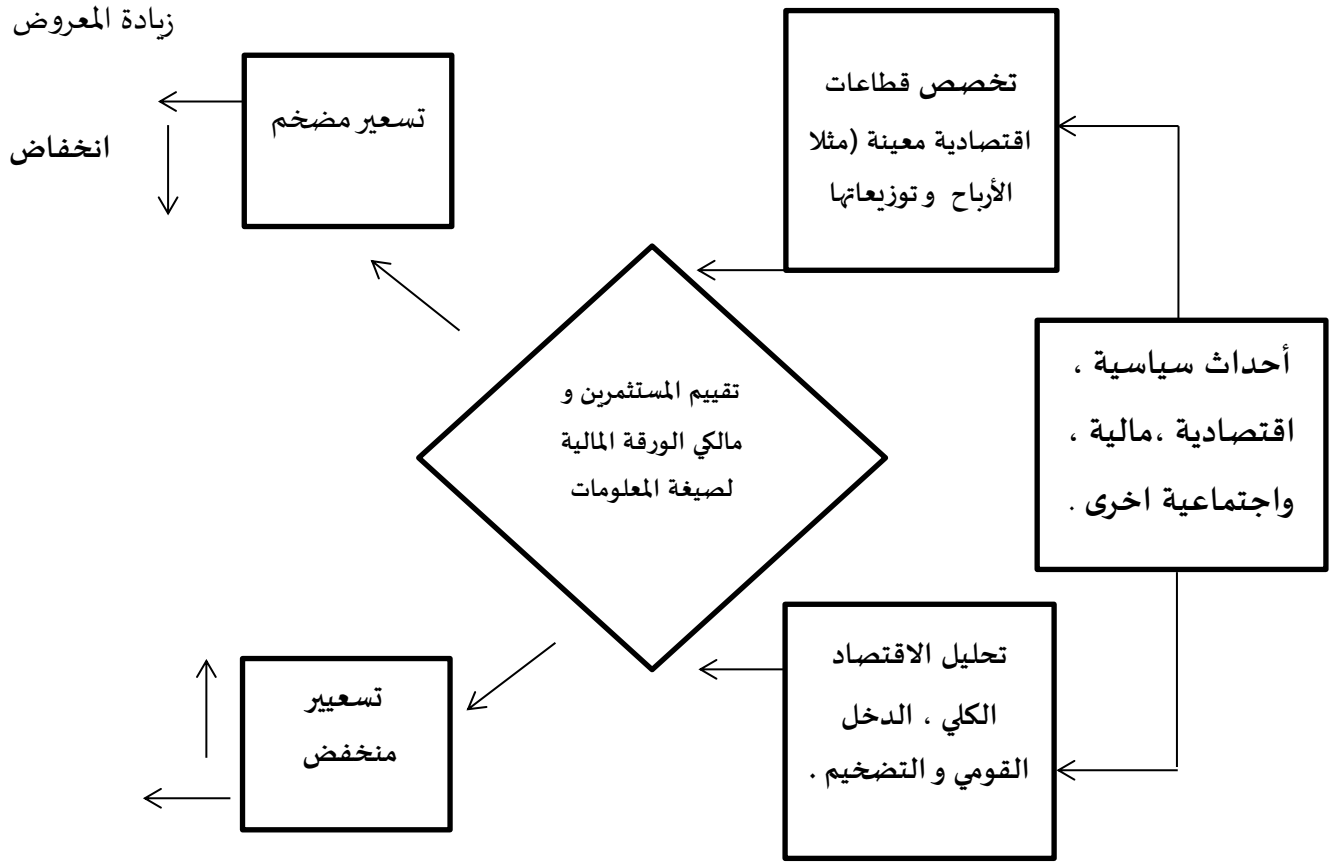 زيادة المعروض
انخفاض
تسعير مضخم
تخصص قطاعات
اقتصادية معينة (مثلا
الأرباح وتوزيعاتها
أحداث سياسية ،
اقتصادية ،مالية ،
واجتماعية اخرى .
تقييم المستثمرين و
مالكي الورقة المالية
لصيغة المعلومات
تحليل الاقتصاد
الكلي ، الدخل
القومي و التضخيم .
تسعيير
منخفض